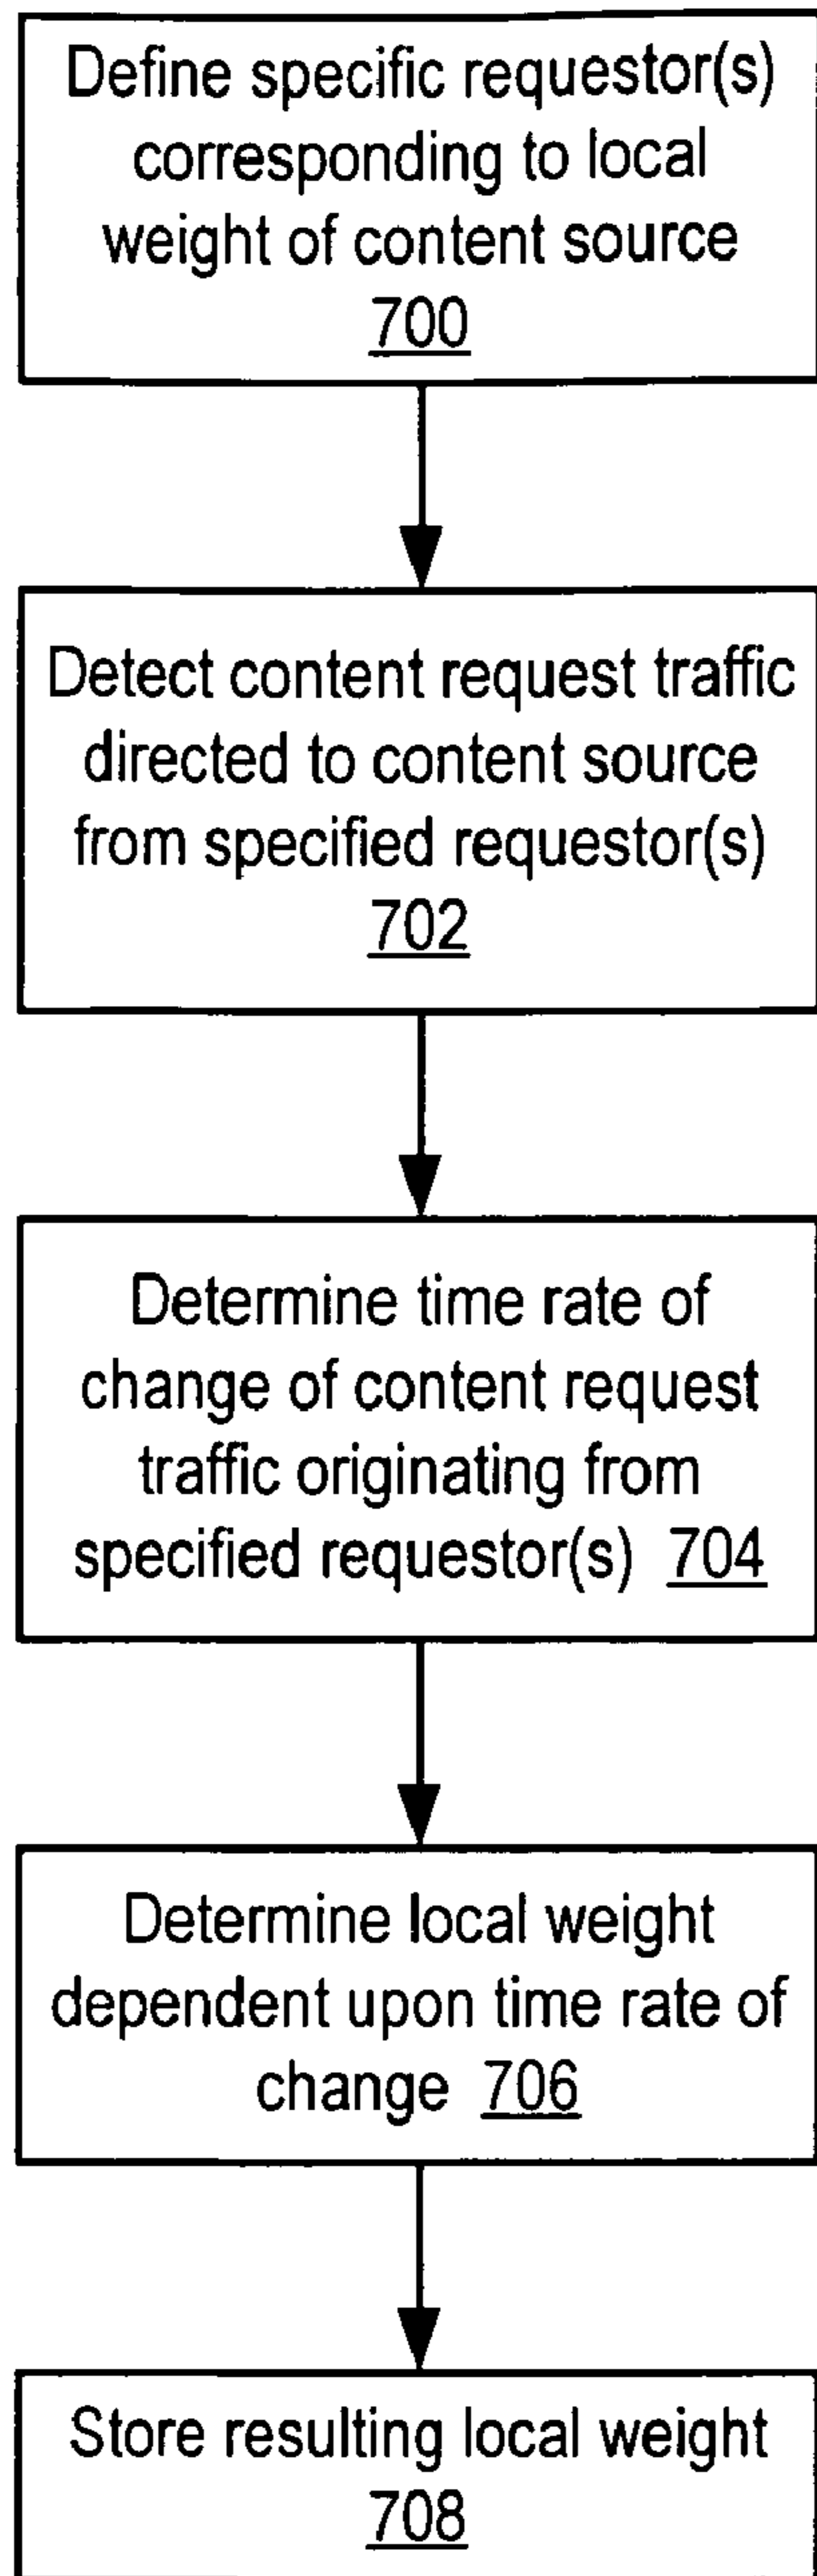 Define specific requestor(s)
corresponding to local
weight of content source
700
Detect content request traffic
directed to content source
from specified requestor(s)
702
Determine time rate of
change of content request
traffic originating from
specified requestor(s) 704
Determine local weight
dependent upon time rate of
change 706
Store resulting local weight
708